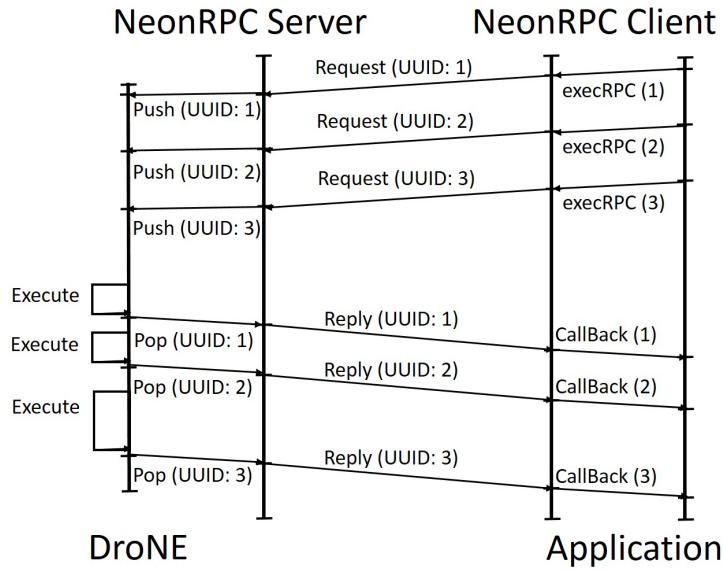 NeonRPC Server
NeonRPC Client
Request (UUID: 1)
execRPC (1)
Push (UUID: 1)
Request (UUID: 2)
execRPC (2)
Push (UUID: 2)
Request (UUID: 3)
execRPC (3)
Push (UUID: 3)
Execute
Reply (UUID: 1)
CallBack (1)
Execute
Pop (UUID: 1)
Reply (UUID: 2)
CallBack (2)
Pop (UUID: 2)
Execute
Reply (UUID: 3)
CallBack (3)
Pop (UUID: 3)
DroNE
Application